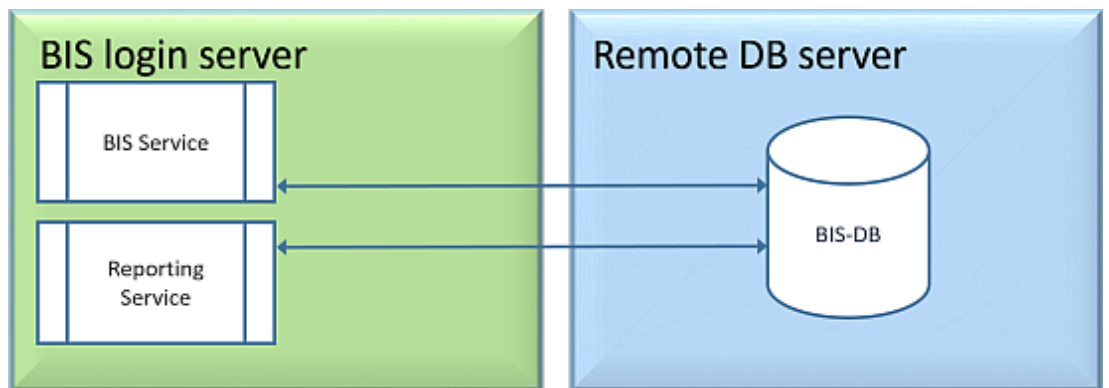 BIS login server
BIS Service
Reporting
Service
Remote DB server
BIS-DB